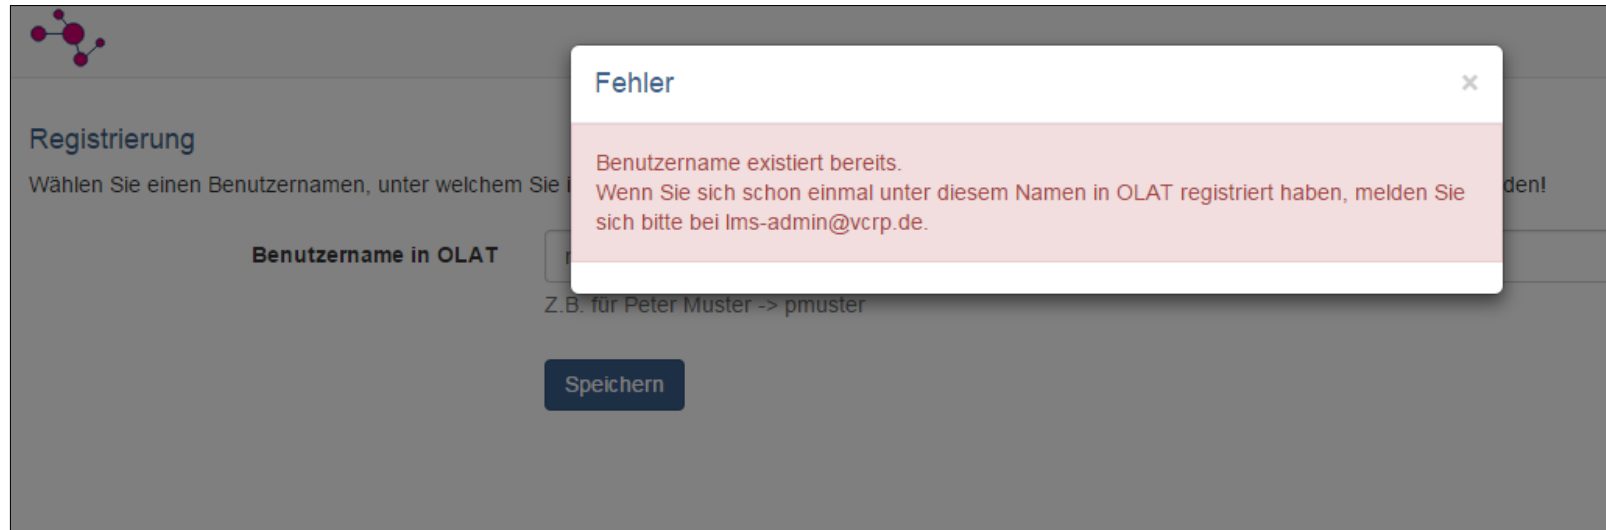 Fehler
×
Benutzername existiert bereits.
Wenn Sie sich schon einmal unter diesem Namen in OLAT registriert haben, melden Sie
sich bitte bei lms-admin@vcrp.de.
Registrierung
Wählen Sie einen Benutzernamen, unter welchem Sie
Benutzername in OLAT
Z.B. für Peter Muster -> pmuster
Speichern